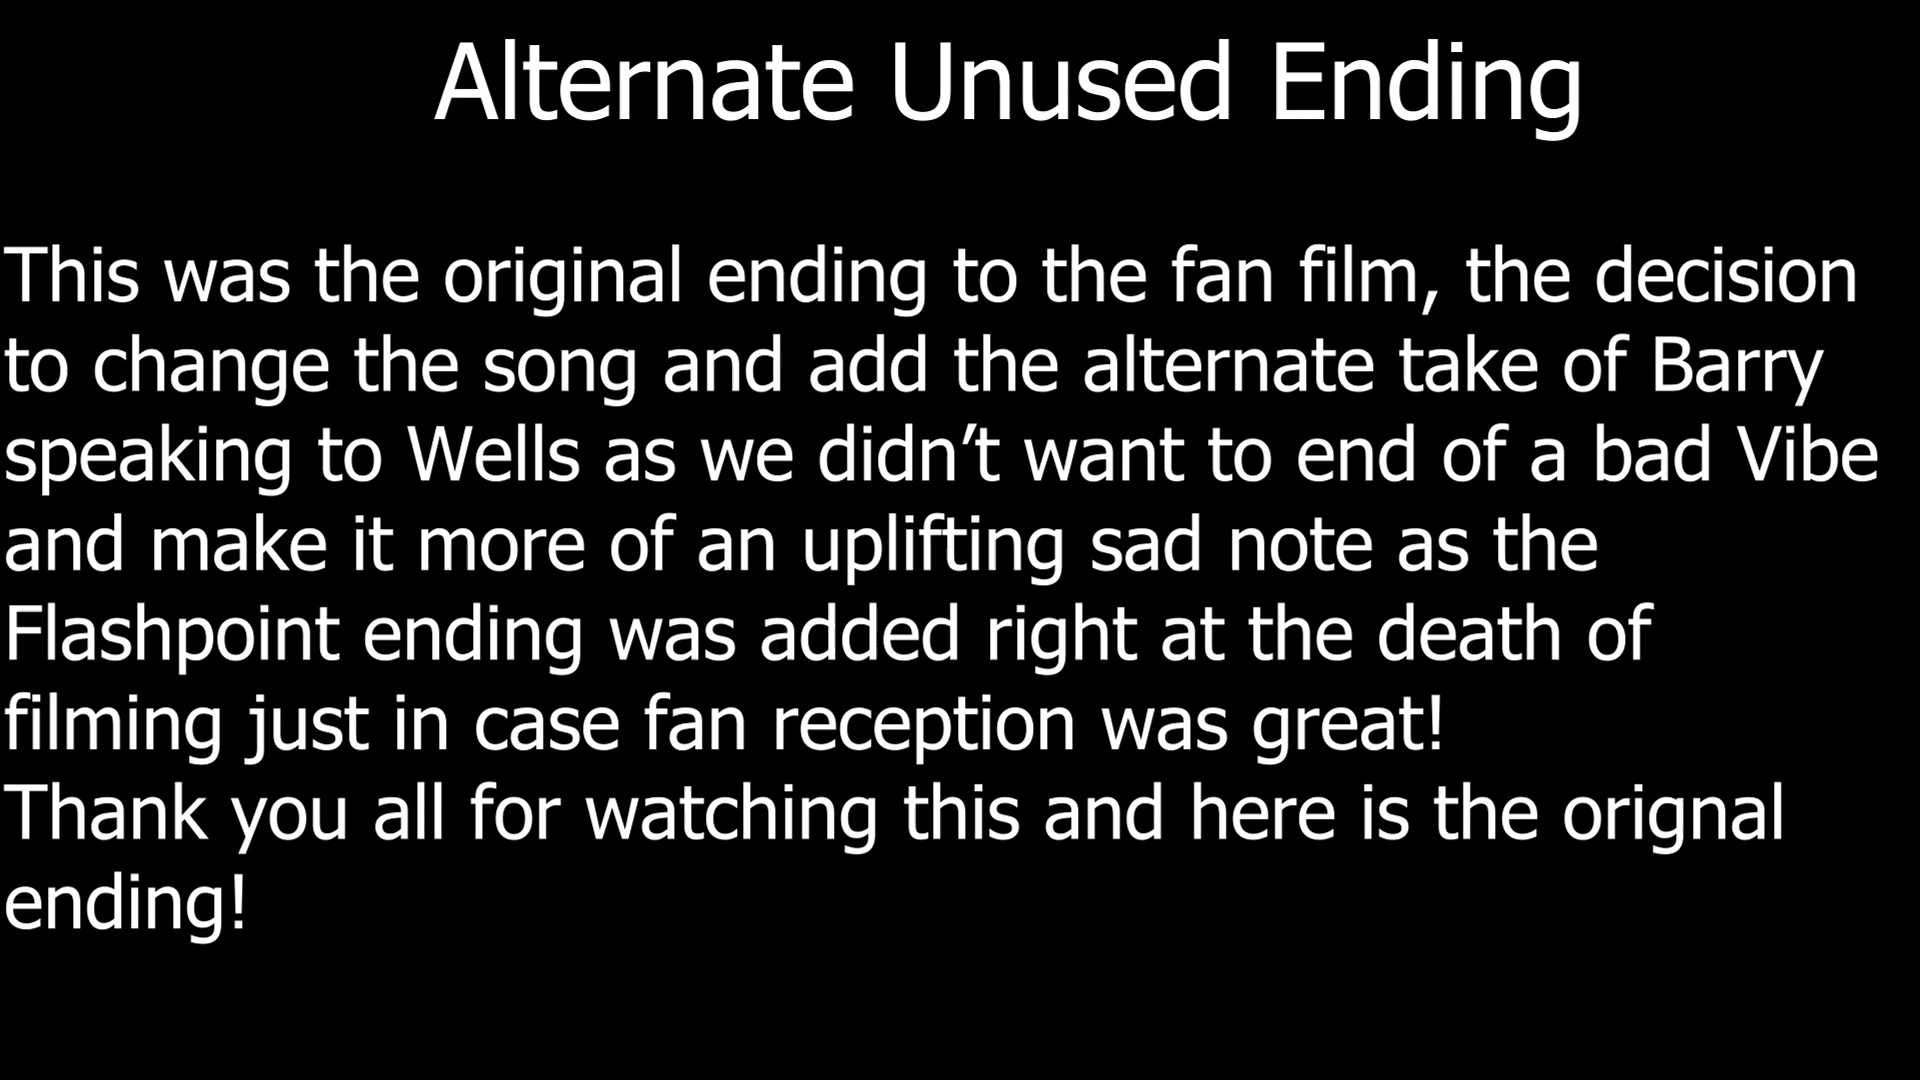 Alternate Unused Ending
This was the original ending to the fan film, the decision
to change the song and add the alternate take of Barry
speaking to Wells as we didn’t want to end of a bad Vibe
and make it more of an uplifting sad note as the
Flashpoint ending was added right at the death of
filming just in case fan reception was great!
Thank you all for watching this and here is the orignal
ending!